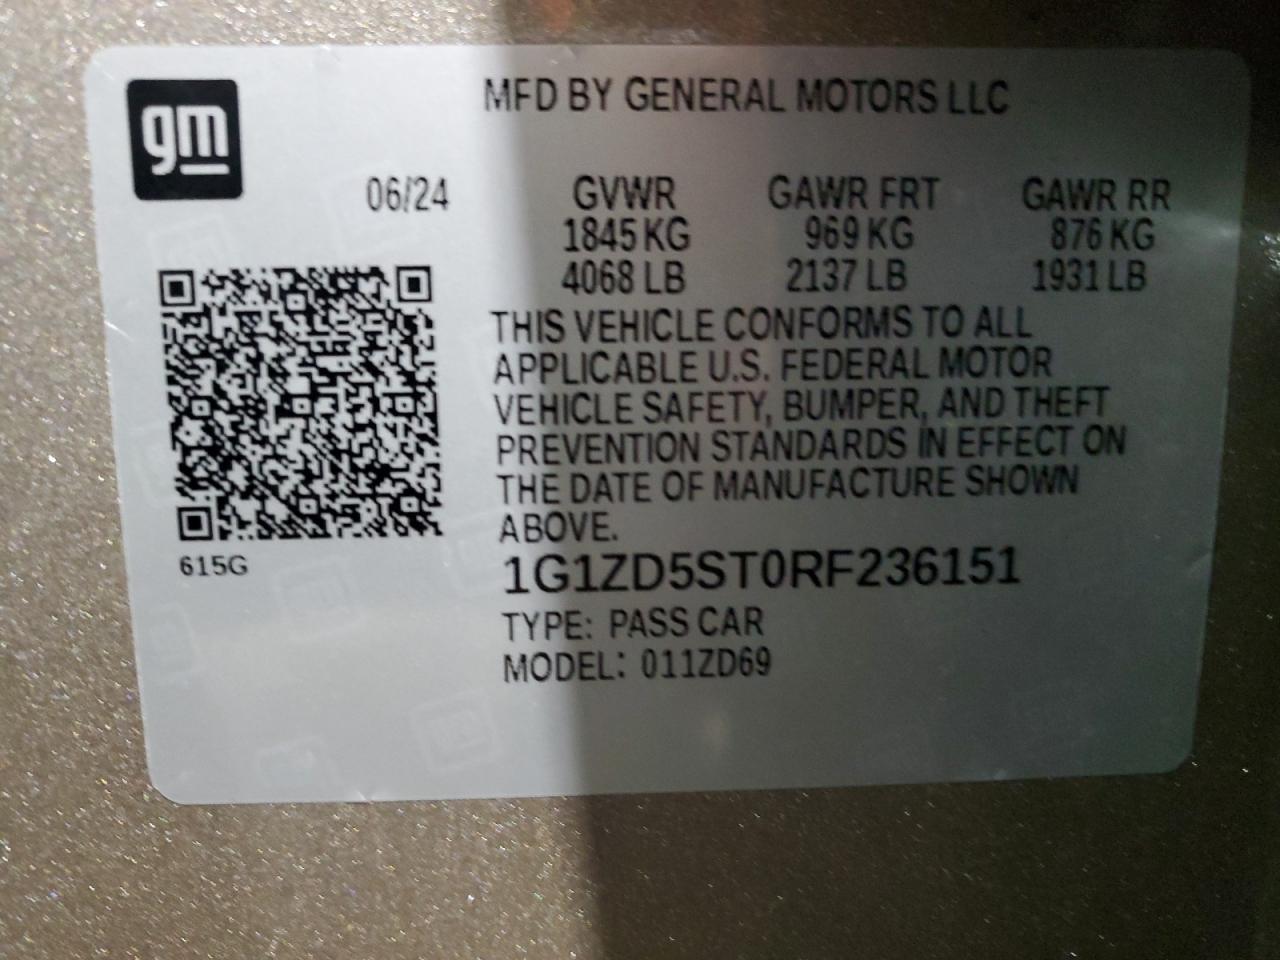 gm
MFD BY GENERAL MOTORS LLC
06/24 GVWR GAWR FRT GAWR RR
1845 KG 969 KG 876 KG
4068 LB 2137 LB 1931 LB
THIS VEHICLE CONFORMS TO ALL
APPLICABLE U.S. FEDERAL MOTOR
VEHICLE SAFETY, BUMPER, AND THEFT
PREVENTION STANDARDS IN EFFECT ON
THE DATE OF MANUFACTURE SHOWN
ABOVE.
615G
1G1ZD5ST0RF236151
TYPE: PASS CAR
MODEL: 011ZD69